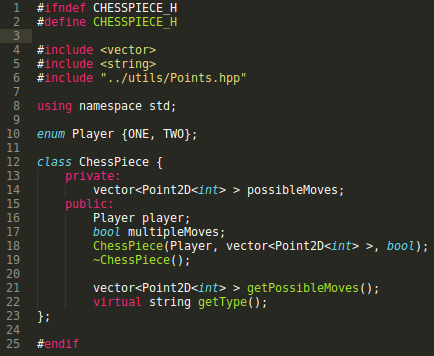 1 #ifndef CHESSPIECE_H
2 #define CHESSPIECE_H
3
4 #include <vector>
5 #include <string>
6 #include "../utils/Points.hpp"
7
8 using namespace std;
9
10 enum Player {ONE, TWO};
11
12 class ChessPiece {
13     private:
14         vector<Point2D<int> > possibleMoves;
15     public:
16         Player player;
17         bool multipleMoves;
18         ChessPiece(Player, vector<Point2D<int> >, bool);
19         ~ChessPiece();
20
21         vector<Point2D<int> > getPossibleMoves();
22         virtual string getType();
23 };
24
25 #endif